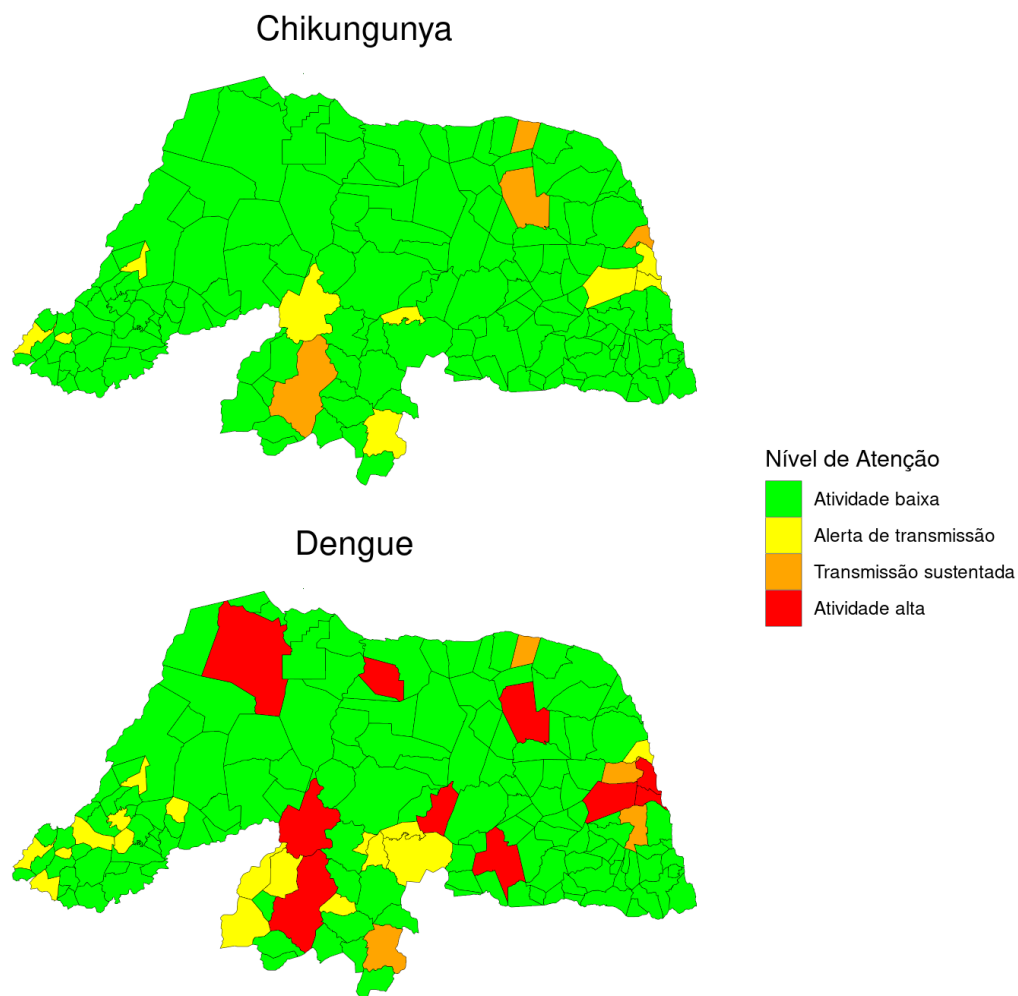 Chikungunya
Nível de Atenção
Atividade baixa
Alerta de transmissão
Transmissão sustentada
Atividade alta
Dengue